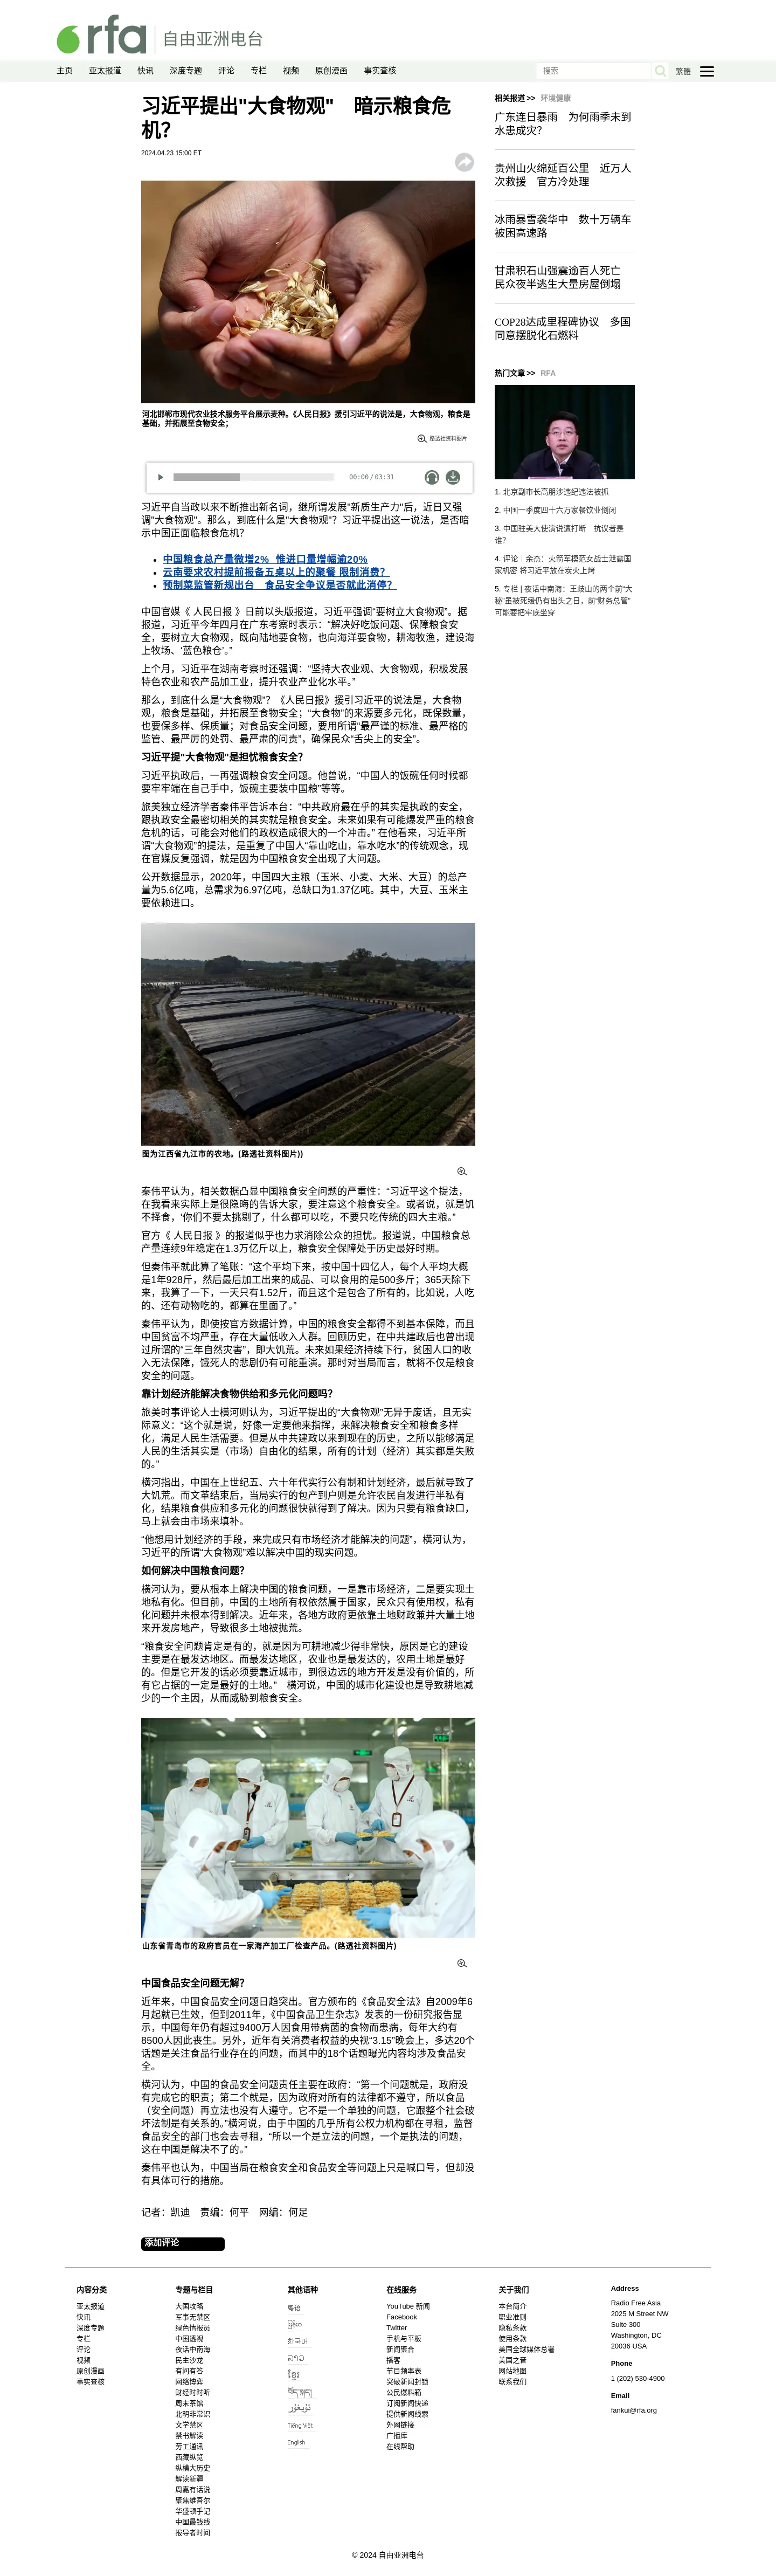 rfa 自由亚洲电台
主页 亚太报道 快讯 深度专题 评论 专栏 视频 原创漫画 事实查核 搜索 繁體
习近平提出"大食物观" 暗示粮食危
机？
2024.04.23 15:00 ET
河北邯郸市现代农业技术服务平台展示麦种。《人民日报》援引习近平的说法是，大食物观，粮食是
基础，并拓展至食物安全；
路透社资料图片
00:00 / 03:31
习近平自当政以来不断推出新名词，继所谓发展"新质生产力"后，近日又强
调"大食物观"。那么，到底什么是"大食物观"？习近平提出这一说法，是否暗
示中国正面临粮食危机？
中国粮食总产量微增2% 惟进口量增幅逾20%
云南要求农村提前报备五桌以上的聚餐 限制消费？
预制菜监管新规出台 食品安全争议是否就此消停？
中国官媒《 人民日报 》日前以头版报道，习近平强调“要树立大食物观”。据
报道，习近平今年四月在广东考察时表示：“解决好吃饭问题、保障粮食安
全，要树立大食物观，既向陆地要食物，也向海洋要食物，耕海牧渔，建设海
上牧场、‘蓝色粮仓’。”
上个月，习近平在湖南考察时还强调：“坚持大农业观、大食物观，积极发展
特色农业和农产品加工业，提升农业产业化水平。”
那么，到底什么是“大食物观”？《人民日报》援引习近平的说法是，大食物
观，粮食是基础，并拓展至食物安全；“大食物”的来源要多元化，既保数量，
也要保多样、保质量；对食品安全问题，要用所谓“最严谨的标准、最严格的
监管、最严厉的处罚、最严肃的问责”，确保民众“舌尖上的安全”。
习近平提"大食物观"是担忧粮食安全？
习近平执政后，一再强调粮食安全问题。他曾说，“中国人的饭碗任何时候都
要牢牢端在自己手中，饭碗主要装中国粮”等等。
旅美独立经济学者秦伟平告诉本台：“中共政府最在乎的其实是执政的安全，
跟执政安全最密切相关的其实就是粮食安全。未来如果有可能爆发严重的粮食
危机的话，可能会对他们的政权造成很大的一个冲击。” 在他看来，习近平所
谓“大食物观”的提法，是重复了中国人“靠山吃山，靠水吃水”的传统观念，现
在官媒反复强调，就是因为中国粮食安全出现了大问题。
公开数据显示，2020年，中国四大主粮（玉米、小麦、大米、大豆）的总产
量为5.6亿吨，总需求为6.97亿吨，总缺口为1.37亿吨。其中，大豆、玉米主
要依赖进口。
图为江西省九江市的农地。(路透社资料图片))
秦伟平认为，相关数据凸显中国粮食安全问题的严重性：“习近平这个提法，
在我看来实际上是很隐晦的告诉大家，要注意这个粮食安全。或者说，就是饥
不择食，‘你们不要太挑剔了，什么都可以吃，不要只吃传统的四大主粮。”
官方《 人民日报 》的报道似乎也力求消除公众的担忧。报道说，中国粮食总
产量连续9年稳定在1.3万亿斤以上，粮食安全保障处于历史最好时期。
但秦伟平就此算了笔账：“这个平均下来，按中国十四亿人，每个人平均大概
是1年928斤，然后最后加工出来的成品、可以食用的是500多斤；365天除下
来，我算了一下，一天只有1.52斤，而且这个是包含了所有的，比如说，人吃
的、还有动物吃的，都算在里面了。”
秦伟平认为，即使按官方数据计算，中国的粮食安全都得不到基本保障，而且
中国贫富不均严重，存在大量低收入人群。回顾历史，在中共建政后也曾出现
过所谓的“三年自然灾害”，即大饥荒。未来如果经济持续下行，贫困人口的收
入无法保障，饿死人的悲剧仍有可能重演。那时对当局而言，就将不仅是粮食
安全的问题。
靠计划经济能解决食物供给和多元化问题吗？
旅美时事评论人士横河则认为，习近平提出的“大食物观”无异于废话，且无实
际意义：“这个就是说，好像一定要他来指挥，来解决粮食安全和粮食多样
化，满足人民生活需要。但是从中共建政以来到现在的历史，之所以能够满足
人民的生活其实是（市场）自由化的结果，所有的计划（经济）其实都是失败
的。”
横河指出，中国在上世纪五、六十年代实行公有制和计划经济，最后就导致了
大饥荒。而文革结束后，当局实行的包产到户则是允许农民自发进行半私有
化，结果粮食供应和多元化的问题很快就得到了解决。因为只要有粮食缺口，
马上就会由市场来填补。
“他想用计划经济的手段，来完成只有市场经济才能解决的问题”，横河认为，
习近平的所谓“大食物观”难以解决中国的现实问题。
如何解决中国粮食问题？
横河认为，要从根本上解决中国的粮食问题，一是靠市场经济，二是要实现土
地私有化。但目前，中国的土地所有权依然属于国家，民众只有使用权，私有
化问题并未根本得到解决。近年来，各地方政府更依靠土地财政兼并大量土地
来开发房地产，导致很多土地被抛荒。
“粮食安全问题肯定是有的，就是因为可耕地减少得非常快，原因是它的建设
主要是在最发达地区。而最发达地区，农业也是最发达的，农用土地是最好
的。但是它开发的话必须要靠近城市，到很边远的地方开发是没有价值的，所
有它占据的一定是最好的土地。” 横河说，中国的城市化建设也是导致耕地减
少的一个主因，从而威胁到粮食安全。
山东省青岛市的政府官员在一家海产加工厂检查产品。(路透社资料图片)
中国食品安全问题无解？
近年来，中国食品安全问题日趋突出。官方颁布的《食品安全法》自2009年6
月起就已生效，但到2011年，《中国食品卫生杂志》发表的一份研究报告显
示，中国每年仍有超过9400万人因食用带病菌的食物而患病，每年大约有
8500人因此丧生。另外，近年有关消费者权益的央视“3.15”晚会上，多达20个
话题是关注食品行业存在的问题，而其中的18个话题曝光内容均涉及食品安
全。
横河认为，中国的食品安全问题责任主要在政府：“第一个问题就是，政府没
有完成它的职责；第二个就是，因为政府对所有的法律都不遵守，所以食品
（安全问题）再立法也没有人遵守。它不是一个单独的问题，它跟整个社会破
坏法制是有关系的。”横河说，由于中国的几乎所有公权力机构都在寻租，监督
食品安全的部门也会去寻租，“所以一个是立法的问题，一个是执法的问题，
这在中国是解决不了的。”
秦伟平也认为，中国当局在粮食安全和食品安全等问题上只是喊口号，但却没
有具体可行的措施。
记者：凯迪 责编：何平 网编：何足
添加评论
相关报道 >> 环境健康
广东连日暴雨 为何雨季未到
水患成灾？
贵州山火绵延百公里 近万人
次救援 官方冷处理
冰雨暴雪袭华中 数十万辆车
被困高速路
甘肃积石山强震逾百人死亡
民众夜半逃生大量房屋倒塌
COP28达成里程碑协议 多国
同意摆脱化石燃料
热门文章 >> RFA
1. 北京副市长高朋涉违纪违法被抓
2. 中国一季度四十六万家餐饮业倒闭
3. 中国驻美大使演说遭打断 抗议者是
谁？
4. 评论｜余杰：火箭军模范女战士泄露国
家机密 将习近平放在炭火上烤
5. 专栏 | 夜话中南海：王歧山的两个前“大
秘”虽被死缓仍有出头之日，前“财务总管”
可能要把牢底坐穿
内容分类
亚太报道
快讯
深度专题
专栏
评论
视频
原创漫画
事实查核
专题与栏目
大国攻略
军事无禁区
绿色情报员
中国透视
夜话中南海
民主沙龙
有问有答
网络博弈
财经时时听
周末茶馆
北明非常识
文学禁区
禁书解读
劳工通讯
西藏纵览
纵横大历史
解读新疆
周嘉有话说
聚焦维吾尔
华盛顿手记
中国最钱线
报导者时间
其他语种
粤语
မြန်မာ
한국어
ລາວ
ខ្មែរ
བོད་སྐད།
ئۇيغۇر
Tiếng Việt
English
在线服务
YouTube 新闻
Facebook
Twitter
手机与平板
新闻聚合
播客
节目频率表
突破新闻封锁
公民爆料箱
订阅新闻快递
提供新闻线索
外网链接
广播库
在线帮助
关于我们
本台简介
职业准则
隐私条款
使用条款
美国全球媒体总署
美国之音
网站地图
联系我们
Address
Radio Free Asia
2025 M Street NW
Suite 300
Washington, DC
20036 USA
Phone
1 (202) 530-4900
Email
fankui@rfa.org
© 2024 自由亚洲电台